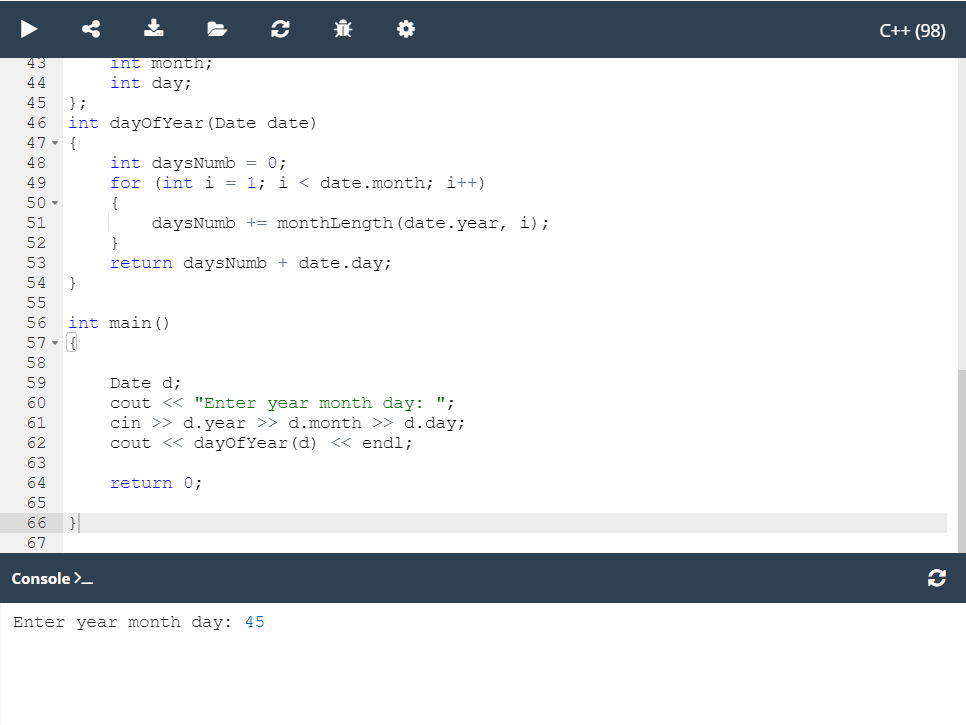 C++ (98)
43 int month;
44 int day;
45 };
46 int dayOfYear(Date date)
47 {
48 int daysNumb = 0;
49 for (int i = 1; i < date.month; i++)
50 {
51 daysNumb += monthLength(date.year, i);
52 }
53 return daysNumb + date.day;
54 }
55
56 int main()
57 {
58
59 Date d;
60 cout << "Enter year month day: ";
61 cin >> d.year >> d.month >> d.day;
62 cout << dayOfYear(d) << endl;
63
64 return 0;
65
66 }
67
Console >_
Enter year month day: 45